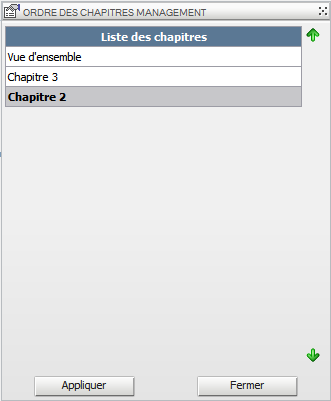 ORDRE DES CHAPITRES MANAGEMENT
Liste des chapitres
Vue d'ensemble
Chapitre 3
Chapitre 2
Appliquer
Fermer